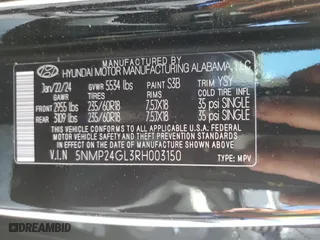 MANUFACTURED BY
HYUNDAI MOTOR MANUFACTURING ALABAMA, LLC
Jan/22/24 GVWR 5534 lbs PAINT S3B TRIM YSY
GAWR TIRES RIMS COLD TIRE INFL.
FRONT 2955 lbs 235/60R18 7.5JX18 35 psi SINGLE
REAR 3109 lbs 235/60R18 7.5JX18 35 psi SINGLE
THIS VEHICLE CONFORMS TO ALL APPLICABLE U.S. FEDERAL MOTOR
VEHICLE SAFETY AND THEFT PREVENTION STANDARDS IN
EFFECT ON THE DATE OF MANUFACTURE SHOWN ABOVE.
V.I.N 5NMP24GL3RH003150 TYPE: MPV
DREAMBID